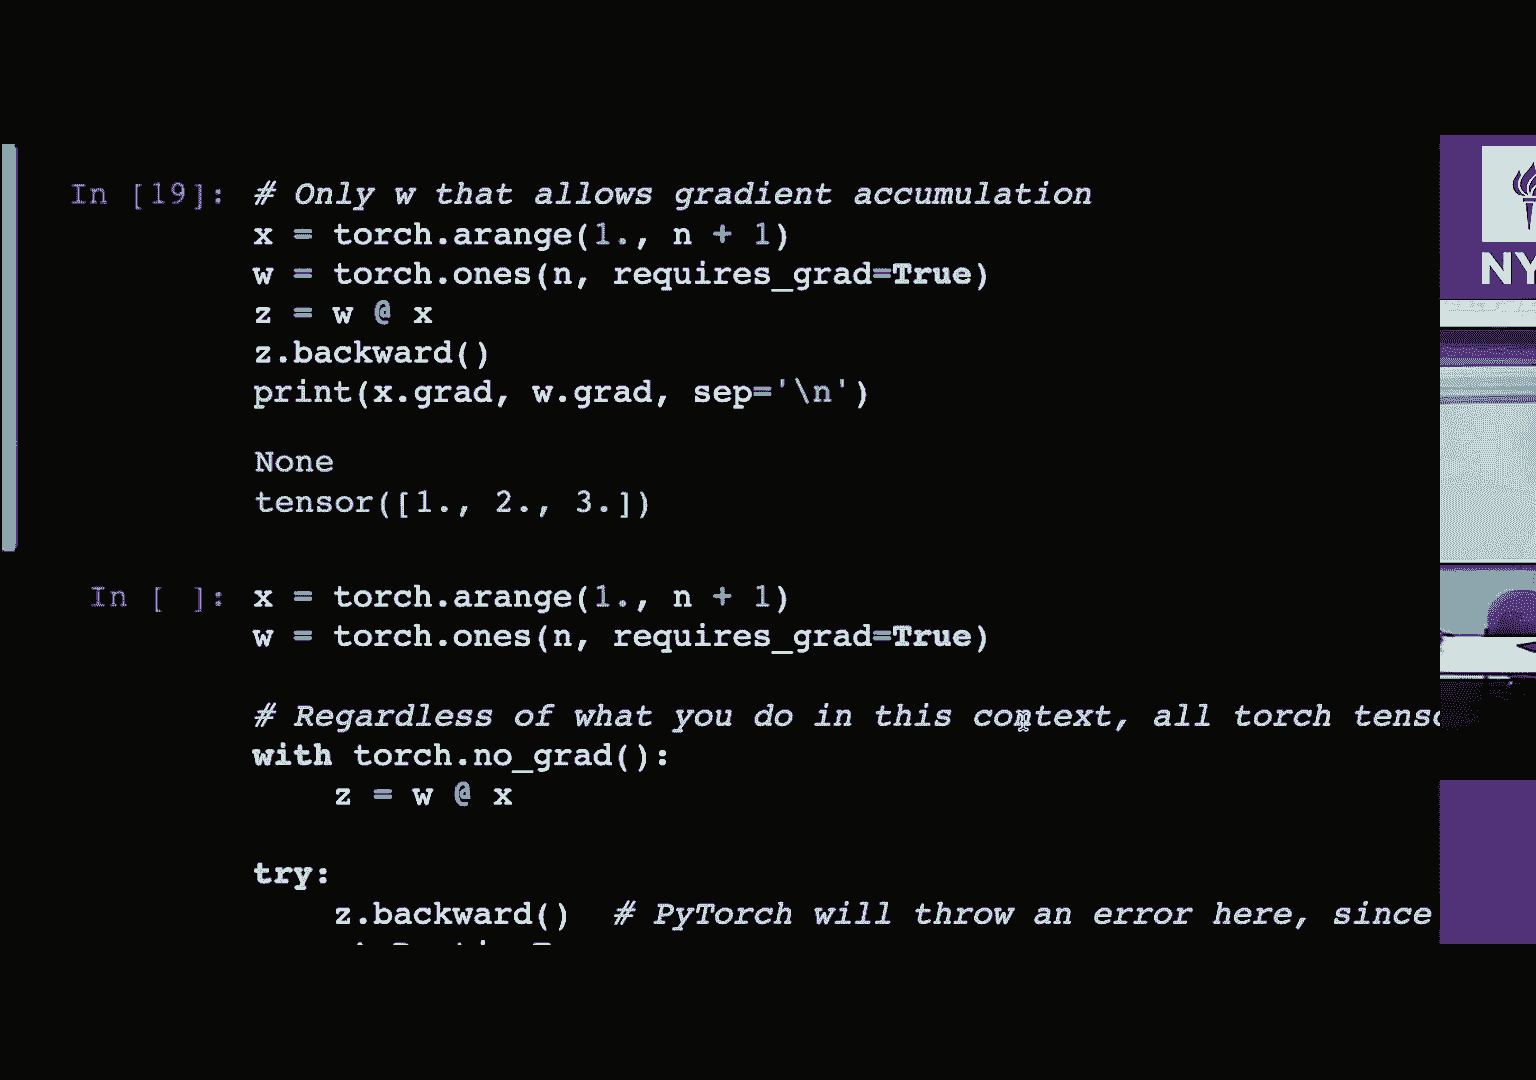 In [19]: # Only w that allows gradient accumulation
x = torch.arange(1., n + 1)
w = torch.ones(n, requires_grad=True)
z = w @ x
z.backward()
print(x.grad, w.grad, sep='\n')
None
tensor([1., 2., 3.])
In [ ]: x = torch.arange(1., n + 1)
w = torch.ones(n, requires_grad=True)
# Regardless of what you do in this context, all torch
with torch.no_grad():
z = w @ x
try:
z.backward() # PyTorch will throw an error here, since
NY